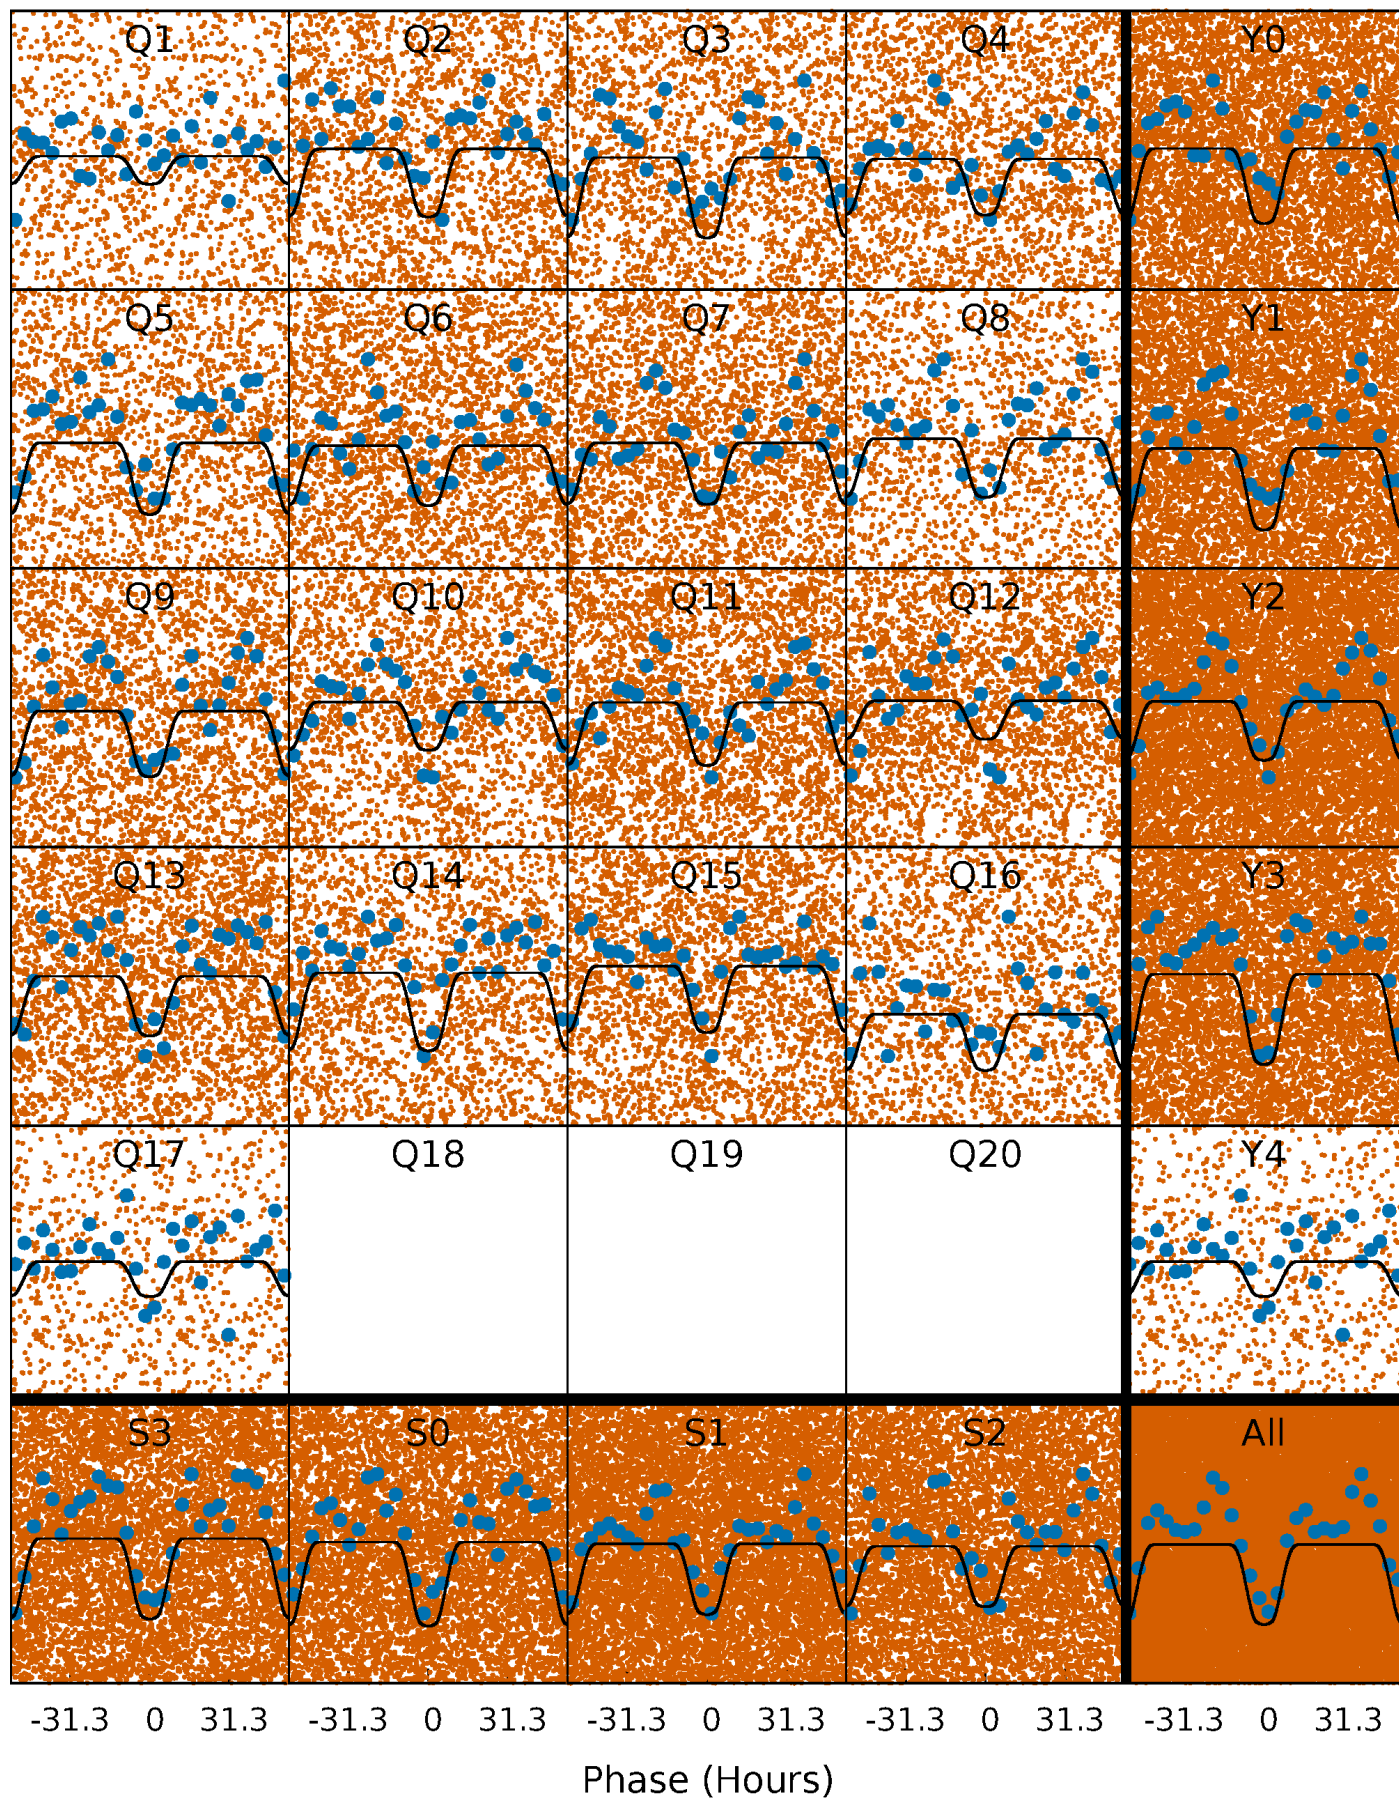 Q1 Q2 Q3 Q4 Y0
Q5 Q6 Q7 Q8 Y1
Q9 Q10 Q11 Q12 Y2
Q13 Q14 Q15 Q16 Y3
Q17 Q18 Q19 Q20 Y4
S3 S0 S1 S2 All
-31.3 0 31.3 -31.3 0 31.3 -31.3 0 31.3 -31.3 0 31.3 -31.3 0 31.3
Phase (Hours)